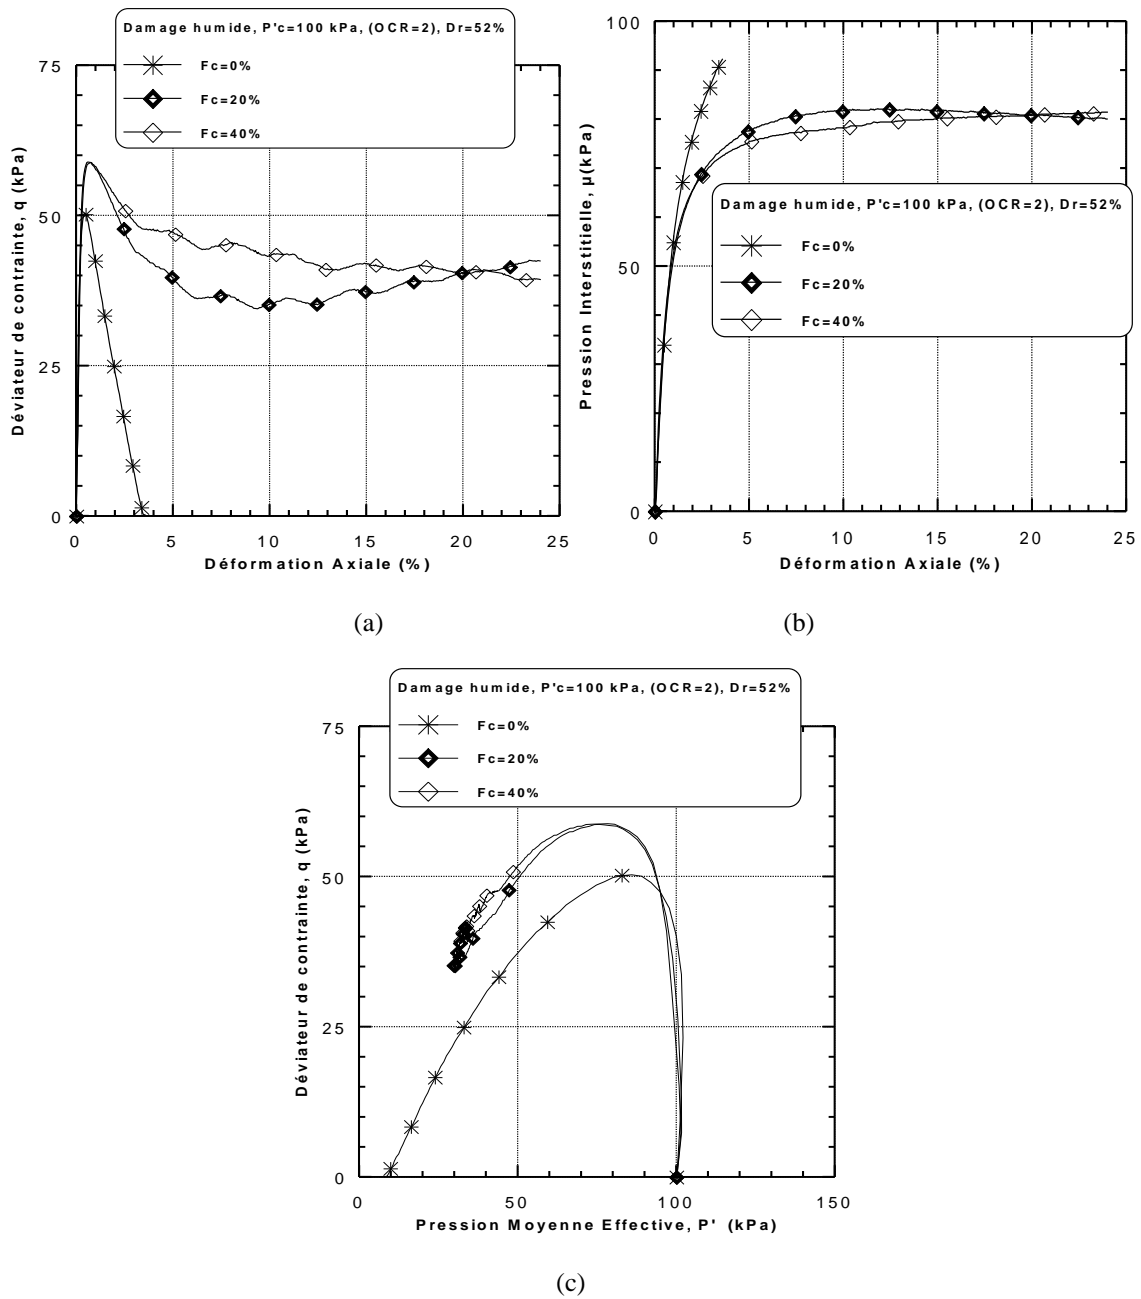 Damage humide, P'c=100 kPa, (OCR=2), Dr=52%
Fc=0%
Fc=20%
Fc=40%
75
50
25
0
Déviateur de contrainte, q (kPa)
0 5 10 15 20 25
Déformation Axiale (%)
(a)
100
50
0
Pression Interstitielle, µ(kPa)
Damage humide, P'c=100 kPa, (OCR=2), Dr=52%
Fc=0%
Fc=20%
Fc=40%
0 5 10 15 20 25
Déformation Axiale (%)
(b)
Damage humide, P'c=100 kPa, (OCR=2), Dr=52%
Fc=0%
Fc=20%
Fc=40%
75
50
25
0
Déviateur de contrainte, q (kPa)
0 50 100 150
Pression Moyenne Effective, P' (kPa)
(c)